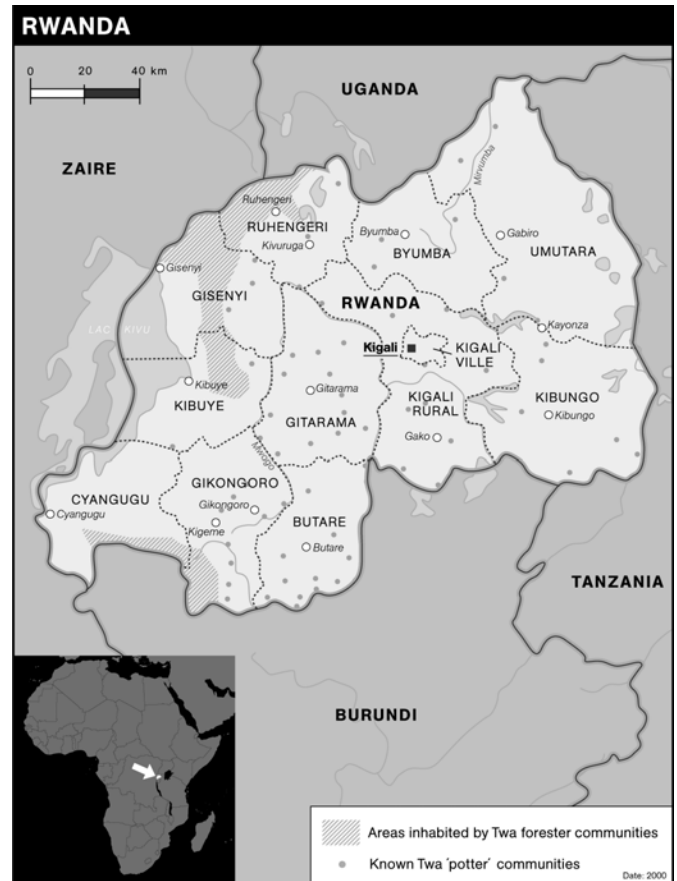 RWANDA
0 20 40 km
UGANDA
ZAIRE
Mirvumba
Ruhengeri
RUHENGERI
Kivuruga
Byumba
BYUMBA
Gabiro
UMUTARA
Gisenyi
GISENYI
RWANDA
LAC KIVU
Kayonza
Kigali
KIGALI
VILLE
Kibuye
KIBUYE
Gitarama
GITARAMA
KIGALI
RURAL
KIBUNGO
Kibungo
Gako
Mwogo
CYANGUGU
Cyangugu
GIKONGORO
Gikongoro
Kigeme
BUTARE
Butare
TANZANIA
BURUNDI
Areas inhabited by Twa forester communities
Known Twa 'potter' communities
Date: 2000